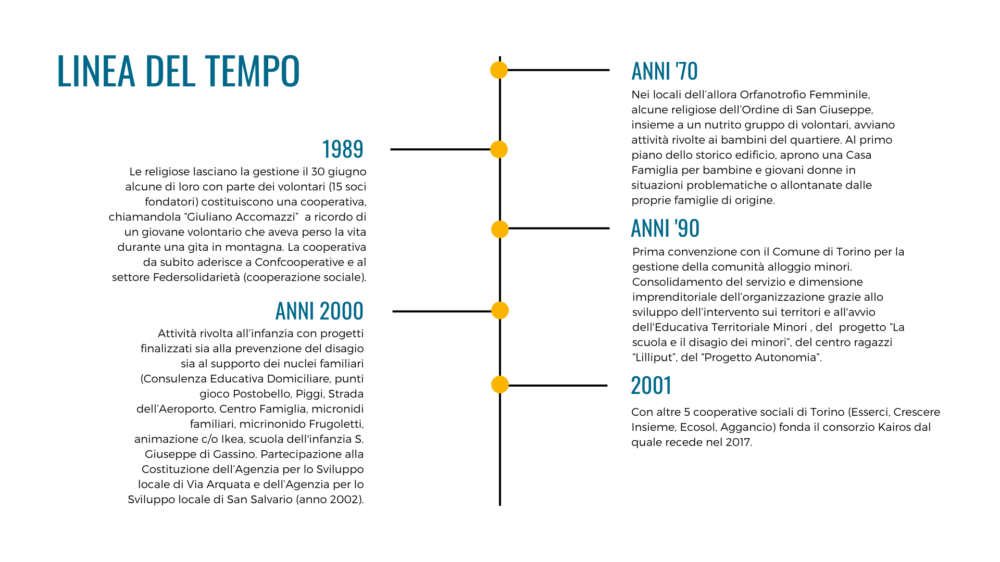 LINEA DEL TEMPO
ANNI '70
Nei locali dell’allora Orfanotrofio Femminile,
alcune religiose dell’Ordine di San Giuseppe,
insieme a un nutrito gruppo di volontari, avviano
attività rivolte ai bambini del quartiere. Al primo
piano dello storico edificio, aprono una Casa
Famiglia per bambine e giovani donne in
situazioni problematiche o allontanate dalle
proprie famiglie di origine.
1989
Le religiose lasciano la gestione il 30 giugno
alcune di loro con parte dei volontari (15 soci
fondatori) costituiscono una cooperativa,
chiamandola “Giuliano Accomazzi”  a ricordo di
un giovane volontario che aveva perso la vita
durante una gita in montagna. La cooperativa
da subito aderisce a Confcooperative e al
settore Federsolidarietà (cooperazione sociale).
ANNI '90
Prima convenzione con il Comune di Torino per la
gestione della comunità alloggio minori.
Consolidamento del servizio e dimensione
imprenditoriale dell’organizzazione grazie allo
sviluppo dell’intervento sui territori e all'avvio
dell'Educativa Territoriale Minori , del  progetto “La
scuola e il disagio dei minori”, del centro ragazzi
“Lilliput”, del “Progetto Autonomia”.
ANNI 2000
Attività rivolta all’infanzia con progetti
finalizzati sia alla prevenzione del disagio
sia al supporto dei nuclei familiari
(Consulenza Educativa Domiciliare, punti
gioco Postobello, Piggi, Strada
dell’Aeroporto, Centro Famiglia, micronidi
familiari, micrinonido Frugoletti,
animazione c/o Ikea, scuola dell'infanzia S.
Giuseppe di Gassino. Partecipazione alla
Costituzione dell’Agenzia per lo Sviluppo
locale di Via Arquata e dell’Agenzia per lo
Sviluppo locale di San Salvario (anno 2002).
2001
Con altre 5 cooperative sociali di Torino (Esserci, Crescere
Insieme, Ecosol, Aggancio) fonda il consorzio Kairos dal
quale recede nel 2017.